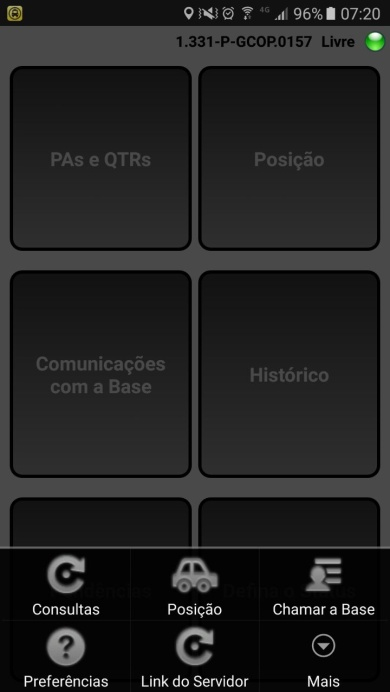 4G 96% 07:20
1.331-P-GCOP.0157 Livre
PAs e QTRs
Posição
Comunicações
com a Base
Histórico
Consultas
Posição
Chamar a Base
Preferências
Link do Servidor
Mais